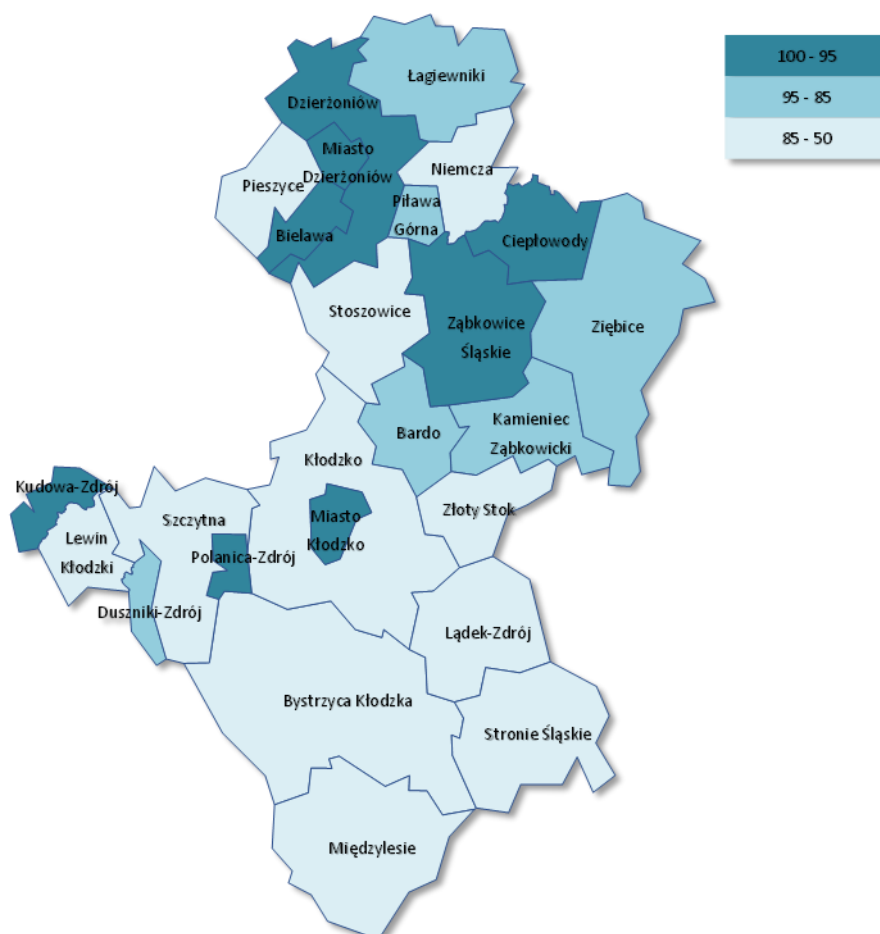 Łagiewniki
100 - 95
95 - 85
85 - 50
Dzierżoniów
Miasto
Dzierżoniów
Pieszyce
Niemcza
Piława
Górna
Bielawa
Ciepłowody
Stoszowice
Ząbkowice
Śląskie
Ziębice
Bardo
Kamieniec
Ząbkowicki
Kłodzko
Kudowa-Zdrój
Szczytna
Miasto
Kłodzko
Złoty Stok
Lewin
Kłodzki
Polanica-Zdrój
Duszniki-Zdrój
Lądek-Zdrój
Bystrzyca Kłodzka
Stronie Śląskie
Międzylesie